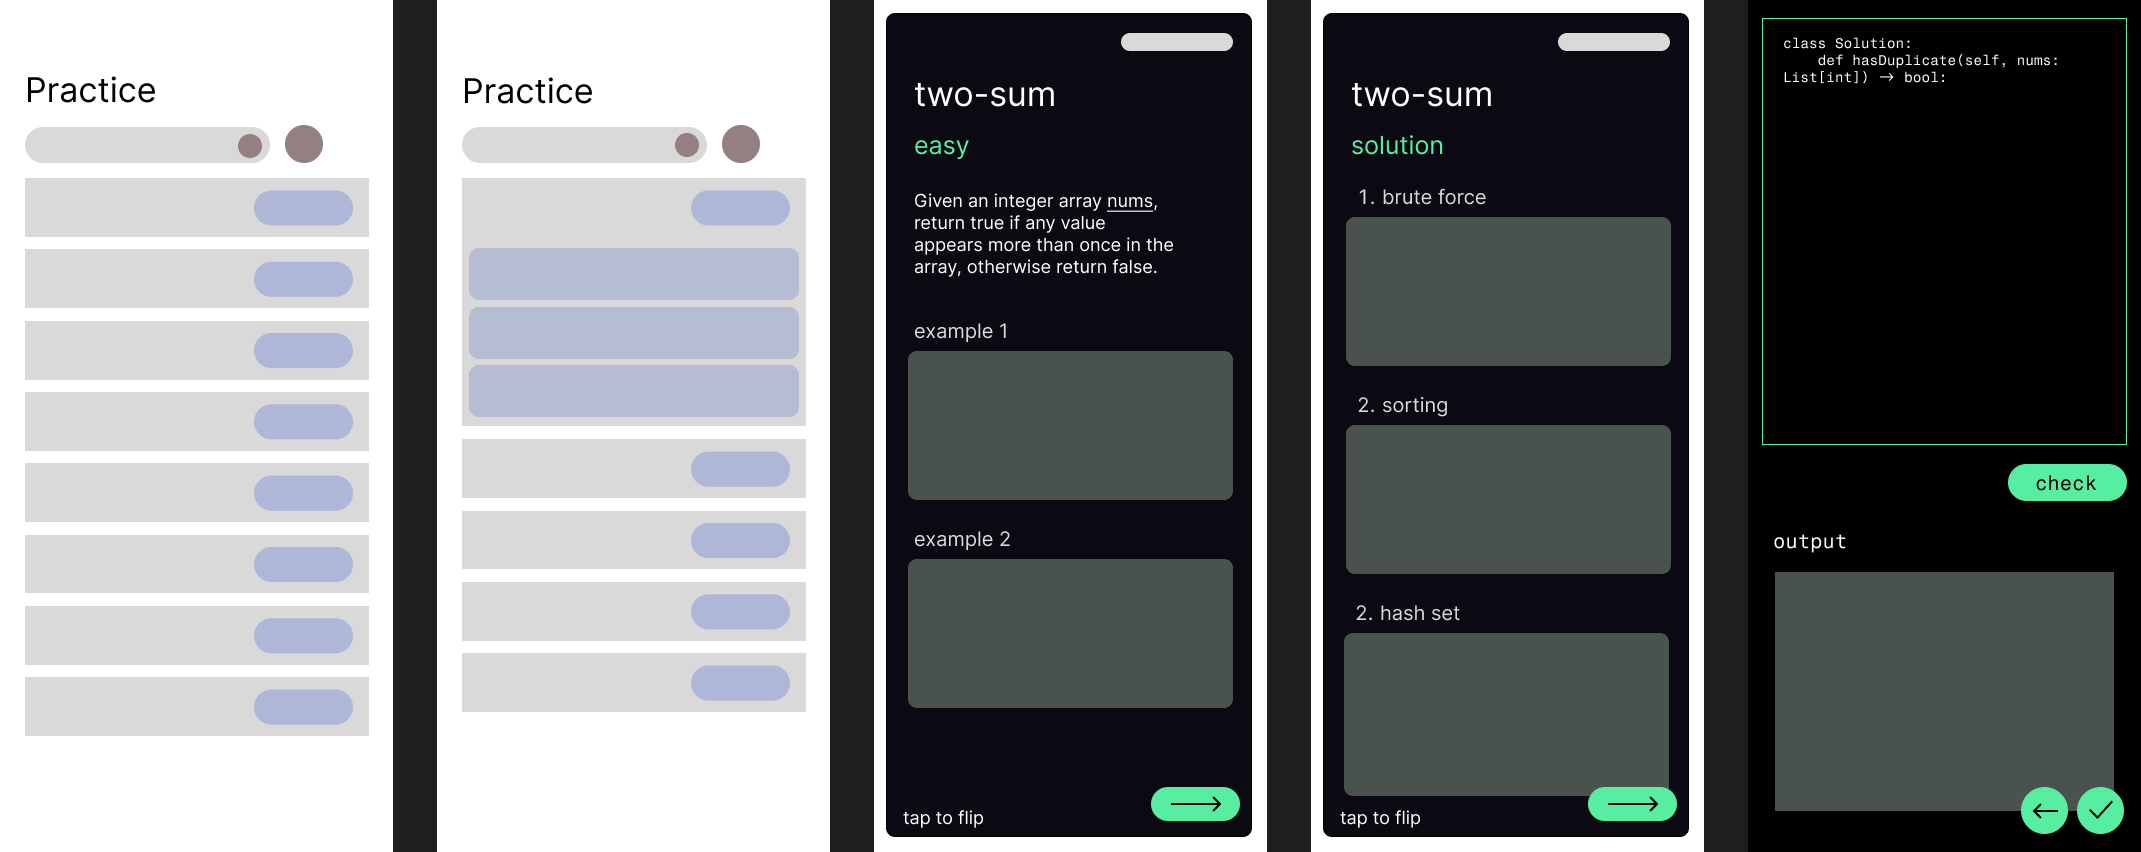 Practice
Practice
two-sum
easy
Given an integer array nums,
return true if any value
appears more than once in the
array, otherwise return false.
example 1
example 2
tap to flip
two-sum
solution
1. brute force
2. sorting
2. hash set
tap to flip
class Solution:
    def hasDuplicate(self, nums:
List[int]) -> bool:
check
output